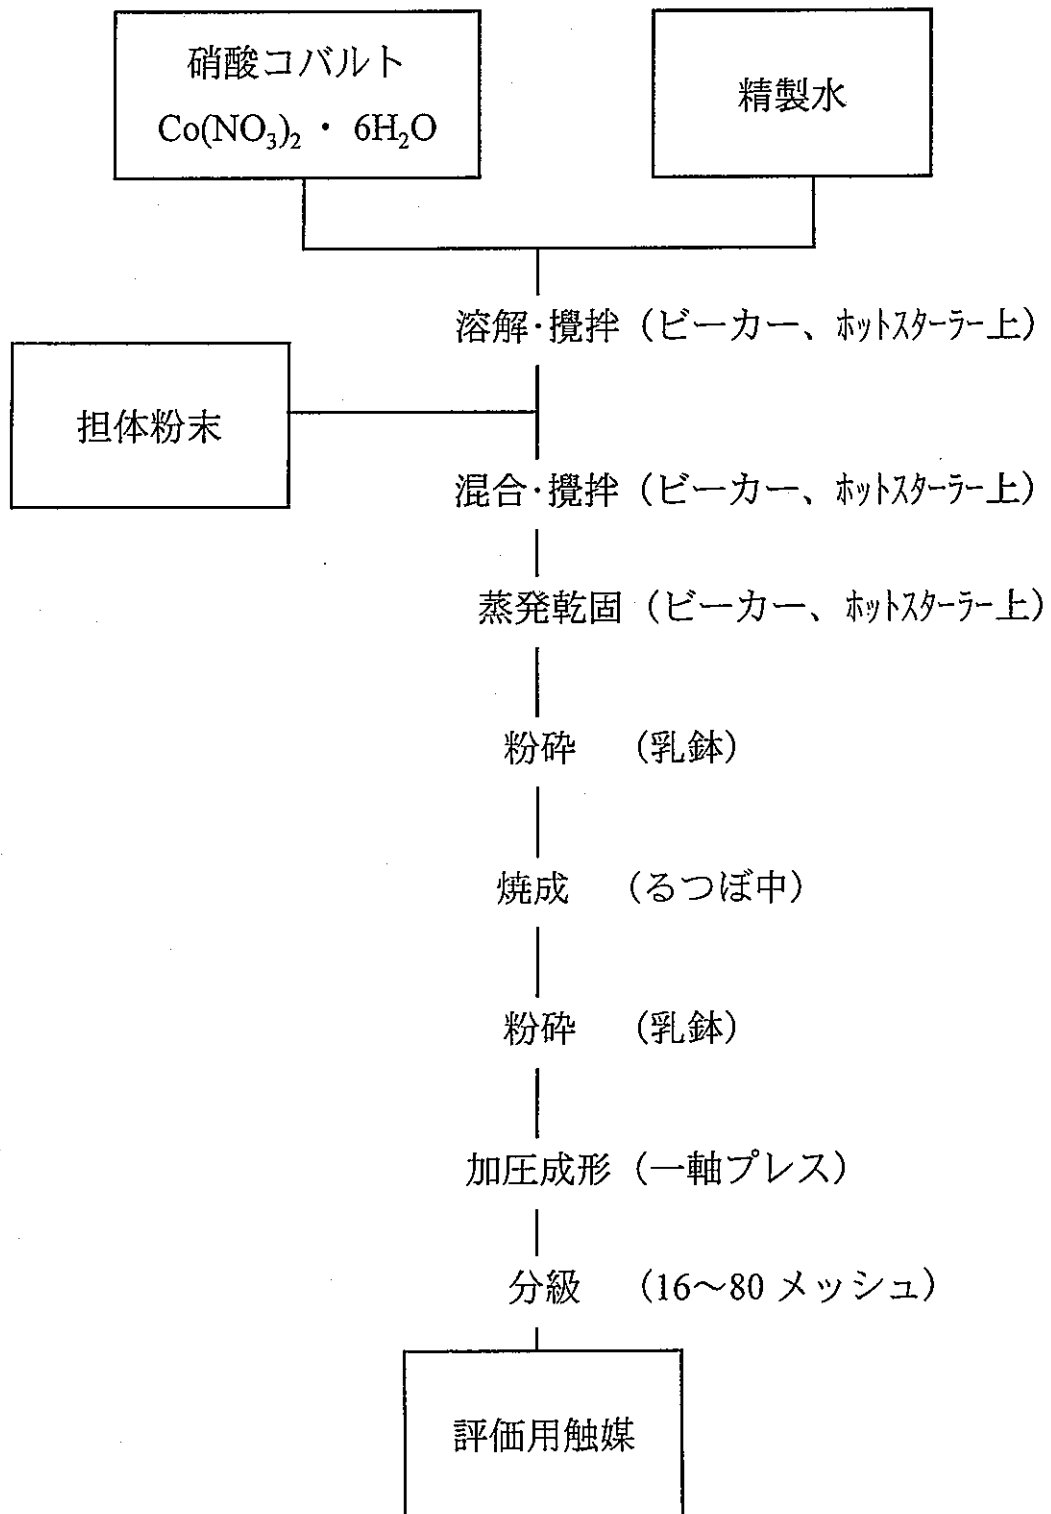 硝酸コバルト
Co(NO₃)₂ ・ 6H₂O
精製水
溶解·攪拌（ビーカー、ホットスターラー上）
担体粉末
混合·攪拌（ビーカー、ホットスターラー上）
蒸発乾固（ビーカー、ホットスターラー上）
粉砕 （乳鉢）
焼成 （るつぼ中）
粉砕 （乳鉢）
加圧成形（一軸プレス）
分級 （16～80 メッシュ）
評価用触媒